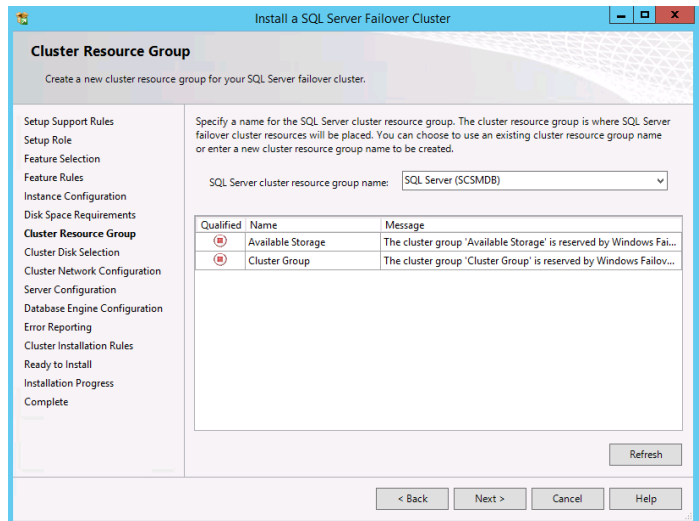 Install a SQL Server Failover Cluster
Cluster Resource Group
Create a new cluster resource group for your SQL Server failover cluster.
Setup Support Rules
Setup Role
Feature Selection
Feature Rules
Instance Configuration
Disk Space Requirements
Cluster Resource Group
Cluster Disk Selection
Cluster Network Configuration
Server Configuration
Database Engine Configuration
Error Reporting
Cluster Installation Rules
Ready to Install
Installation Progress
Complete
Specify a name for the SQL Server cluster resource group. The cluster resource group is where SQL Server
failover cluster resources will be placed. You can choose to use an existing cluster resource group name
or enter a new cluster resource group name to be created.
SQL Server cluster resource group name: SQL Server (SCSMDB)
Qualified Name Message
Available Storage The cluster group 'Available Storage' is reserved by Windows Fai...
Cluster Group The cluster group 'Cluster Group' is reserved by Windows Failov...
Refresh
< Back Next > Cancel Help